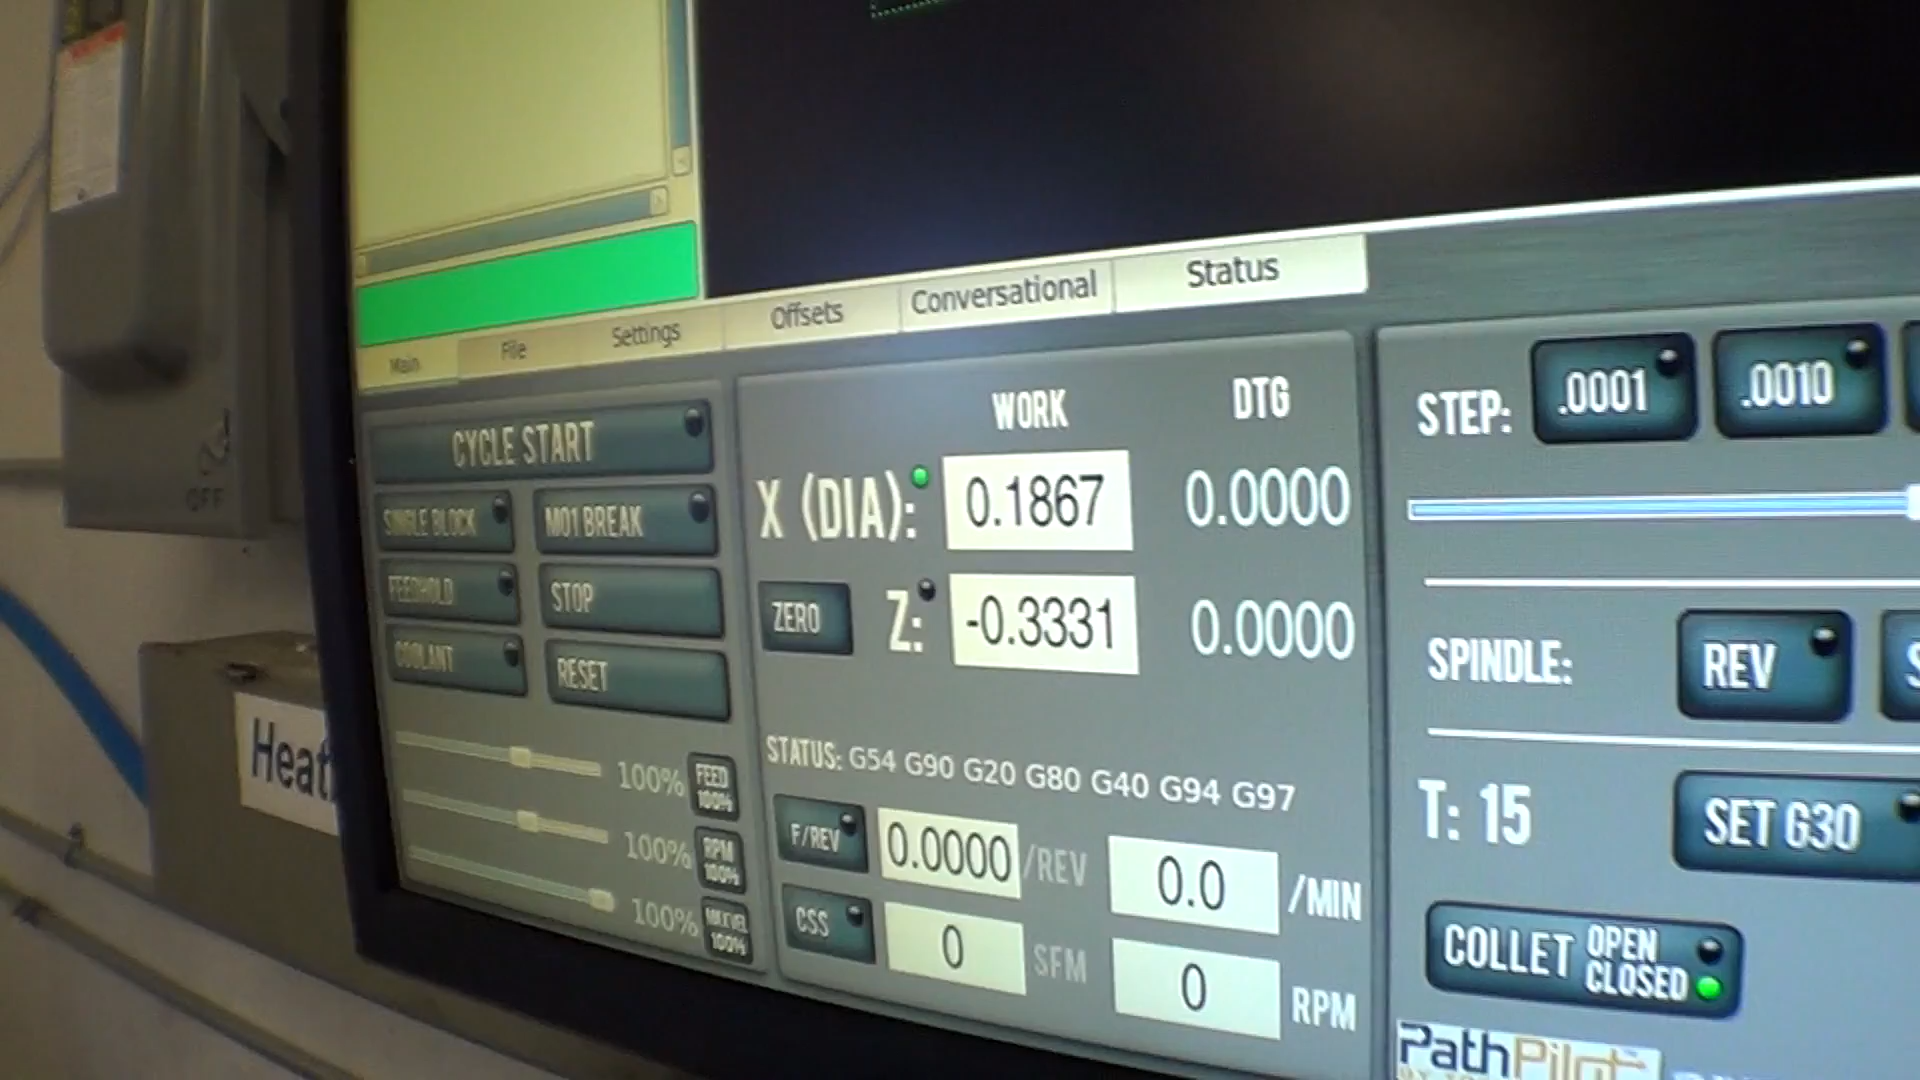 OFF
Heat
Main File Settings Offsets Conversational Status
CYCLE START
SINGLE BLOCK M01 BREAK
FEEDHOLD STOP
COOLANT RESET
100% FEED 100%
100% RPM 100%
100% MAXVEL 100%
WORK DTG
X (DIA): 0.1867 0.0000
ZERO Z: -0.3331 0.0000
STATUS: G54 G90 G20 G80 G40 G94 G97
F/REV 0.0000 /REV 0.0 /MIN
CSS 0 SFM 0 RPM
STEP: .0001 .0010
SPINDLE: REV S
T: 15 SET G30
COLLET OPEN
CLOSED
PathPilot